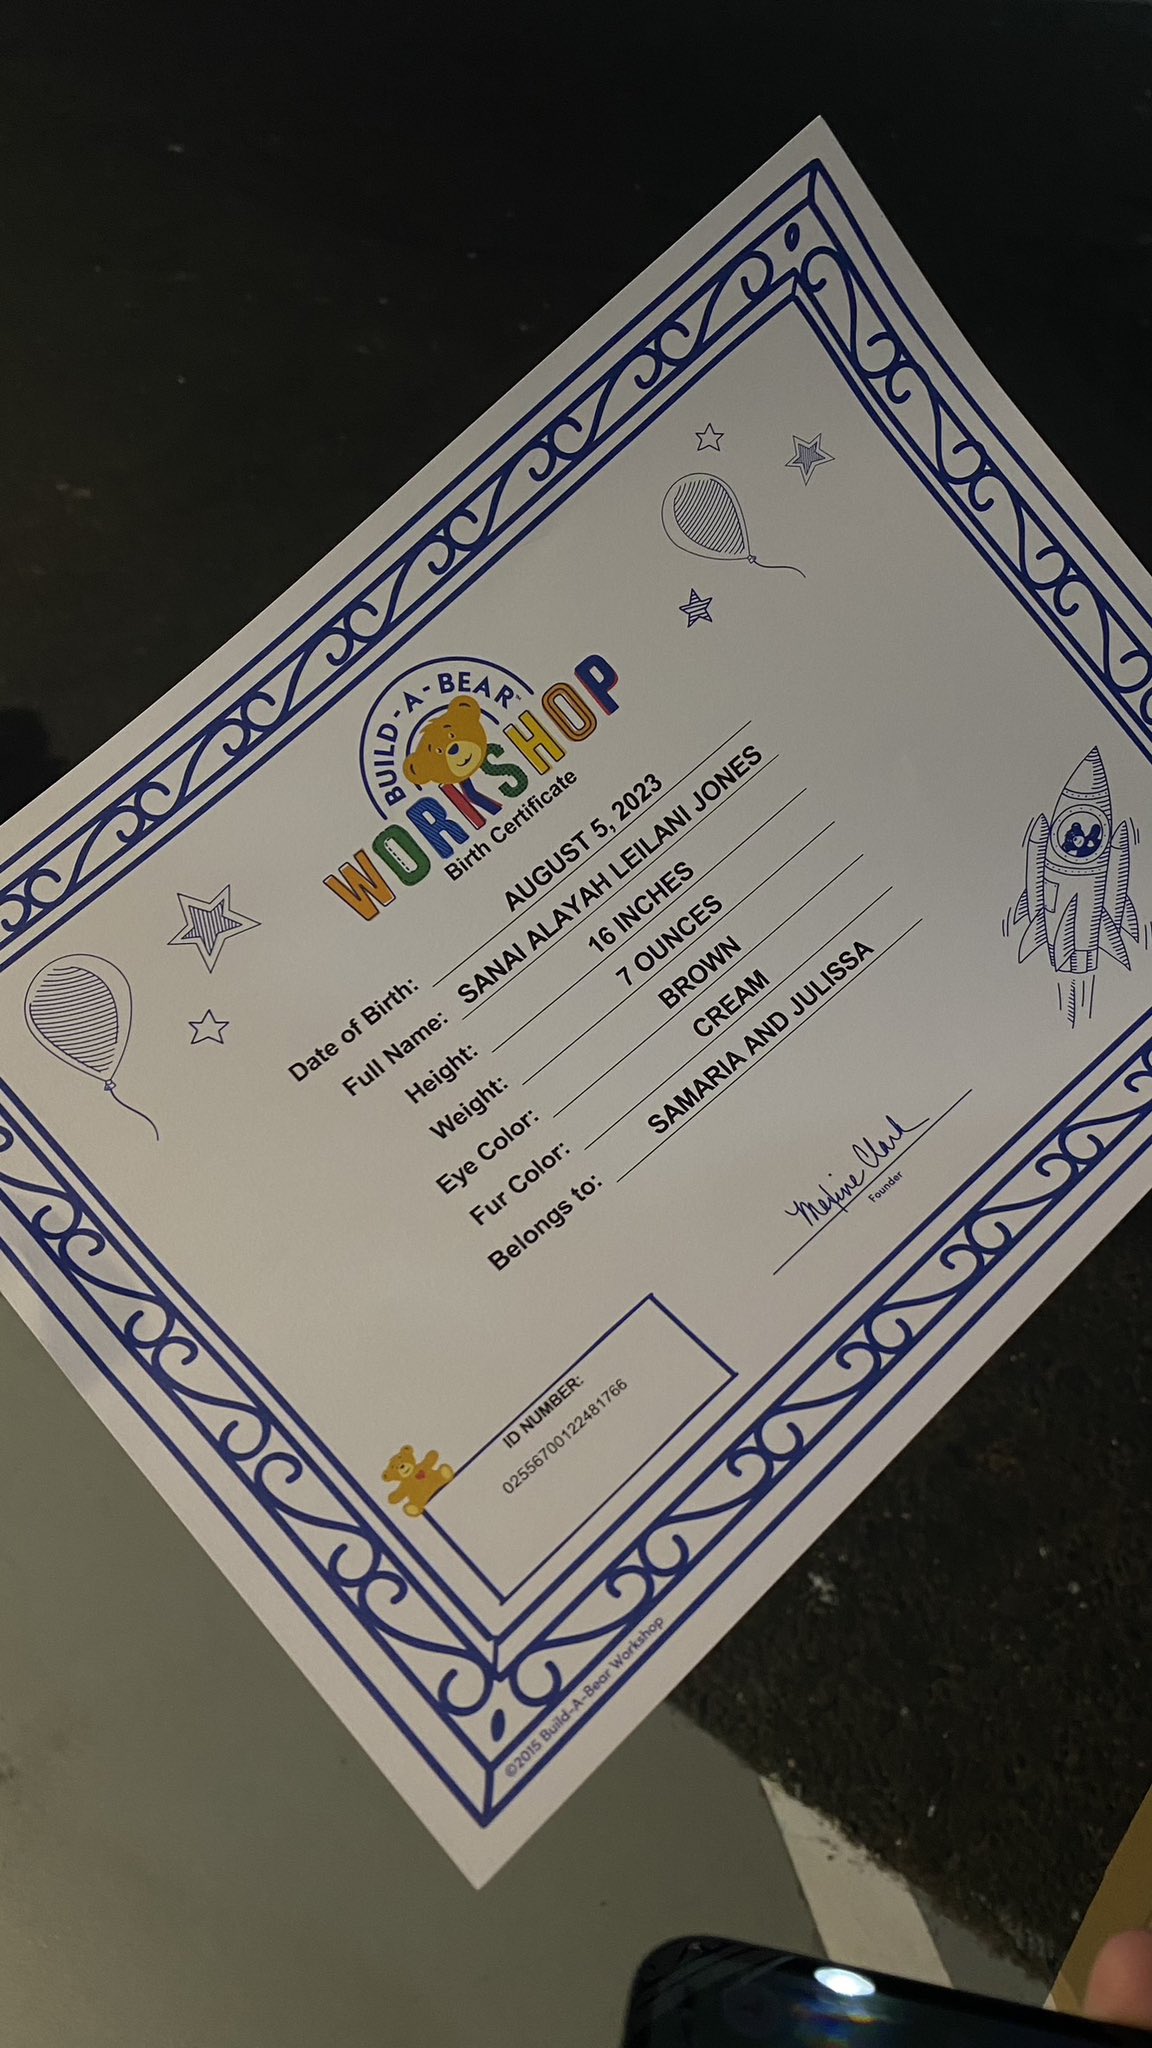 BUILD-A-BEAR
WORKSHOP
Birth Certificate
Date of Birth: AUGUST 5, 2023
Full Name: SANAI ALAYAH LEILANI JONES
Height: 16 INCHES
Weight: 7 OUNCES
Eye Color: BROWN
Fur Color: CREAM
Belongs to: SAMARIA AND JULISSA
Maxine Clark
Founder
ID NUMBER:
02556700122481766
©2015 Build-A-Bear Workshop